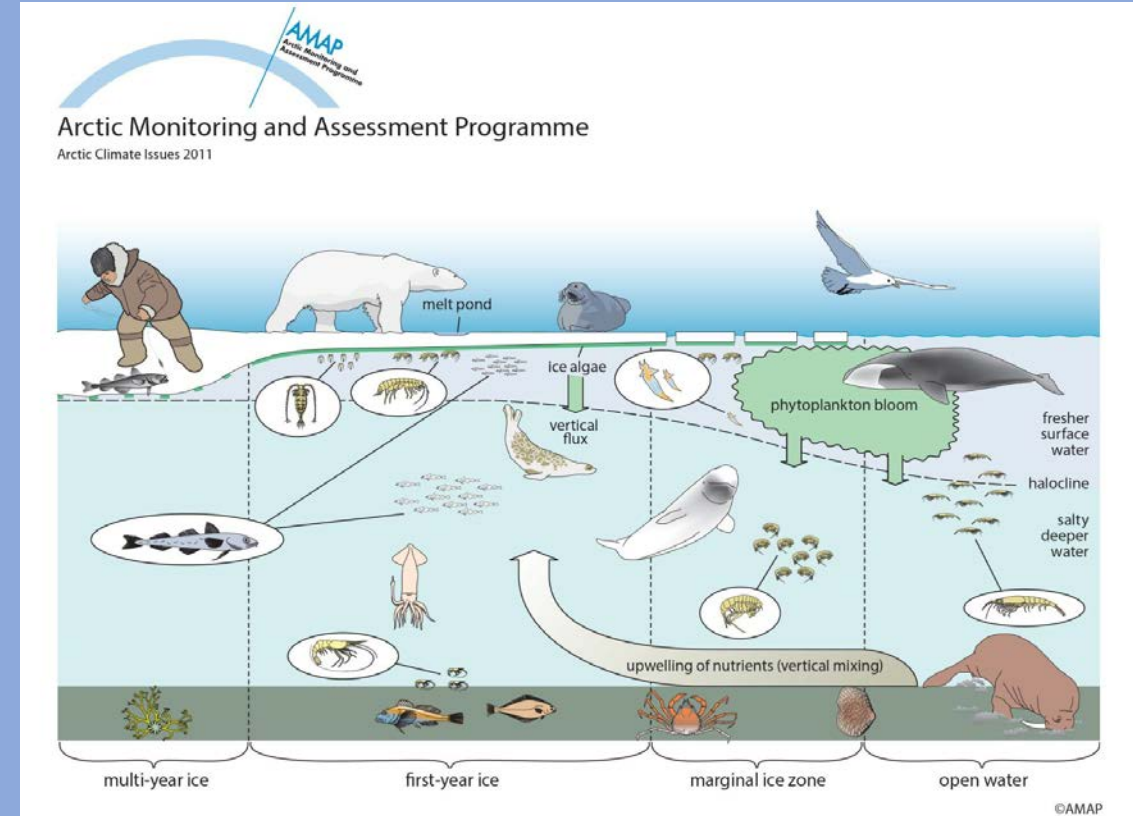 AMAP
Arctic Monitoring and
Assessment Programme
Arctic Monitoring and Assessment Programme
Arctic Climate Issues 2011
melt pond
ice algae
vertical
flux
phytoplankton bloom
fresher
surface
water
halocline
salty
deeper
water
upwelling of nutrients (vertical mixing)
multi-year ice
first-year ice
marginal ice zone
open water
©AMAP